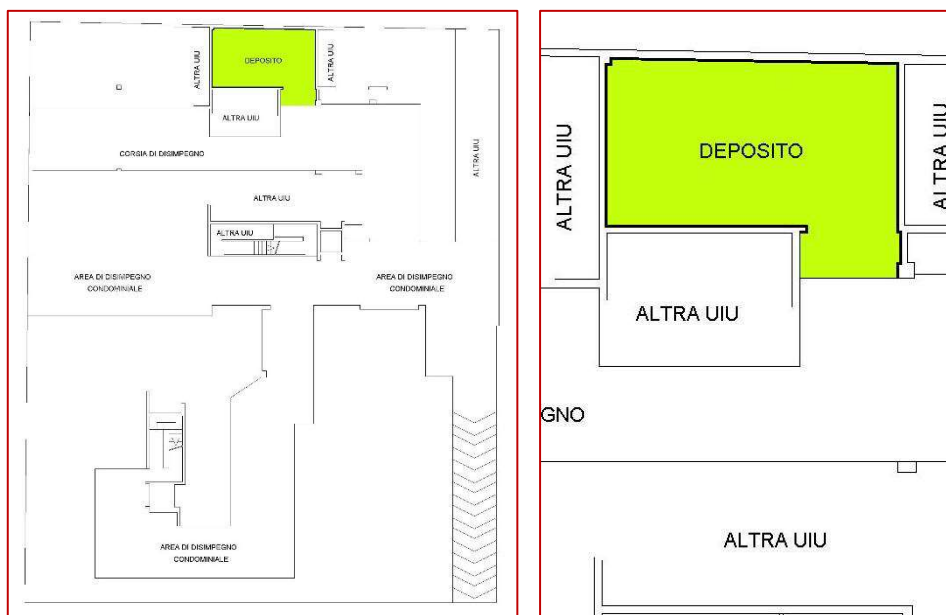 DEPOSITO
ALTRA UIU
ALTRA UIU
ALTRA UIU
CORSIA DI DISIMPEGNO
ALTRA UIU
ALTRA UIU
ALTRA UIU
AREA DI DISIMPEGNO
CONDOMINIALE
AREA DI DISIMPEGNO
CONDOMINIALE
AREA DI DISIMPEGNO
CONDOMINIALE
DEPOSITO
ALTRA UIU
ALTRA UIU
ALTRA UIU
GNO
ALTRA UIU